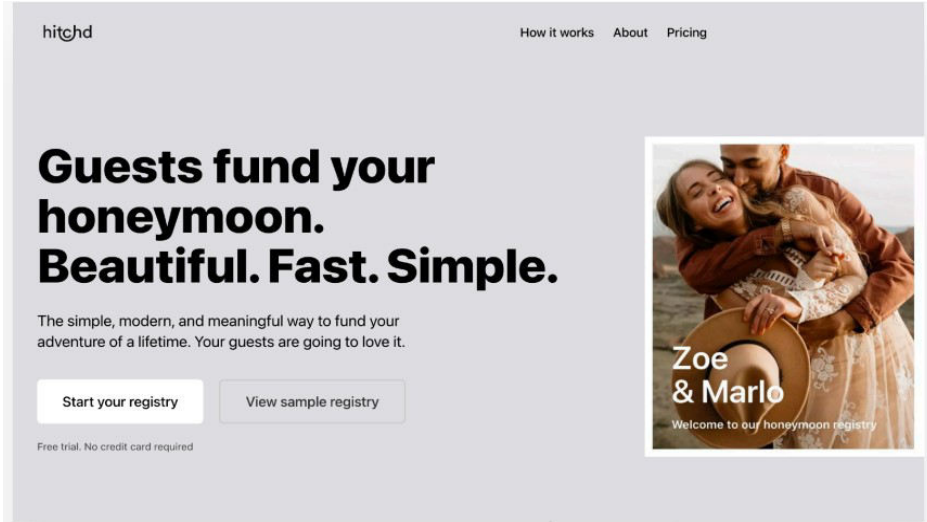 hitchd
How it works About Pricing
Guests fund your
honeymoon.
Beautiful. Fast. Simple.
The simple, modern, and meaningful way to fund your
adventure of a lifetime. Your guests are going to love it.
Start your registry View sample registry
Free trial. No credit card required
Zoe
& Marlo
Welcome to our honeymoon registry